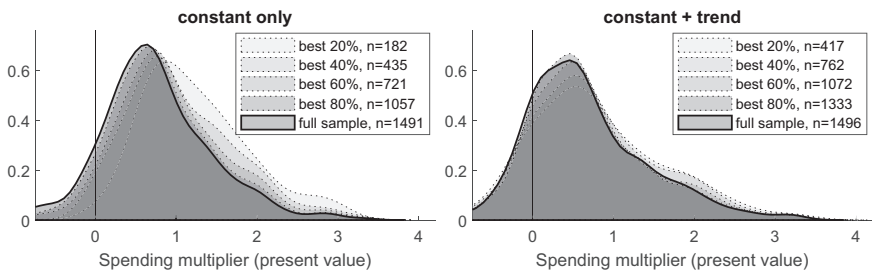 constant only
best 20%, n=182
best 40%, n=435
best 60%, n=721
best 80%, n=1057
full sample, n=1491
0.6
0.4
0.2
0
0 1 2 3 4
Spending multiplier (present value)
constant + trend
best 20%, n=417
best 40%, n=762
best 60%, n=1072
best 80%, n=1333
full sample, n=1496
0.6
0.4
0.2
0
0 1 2 3 4
Spending multiplier (present value)